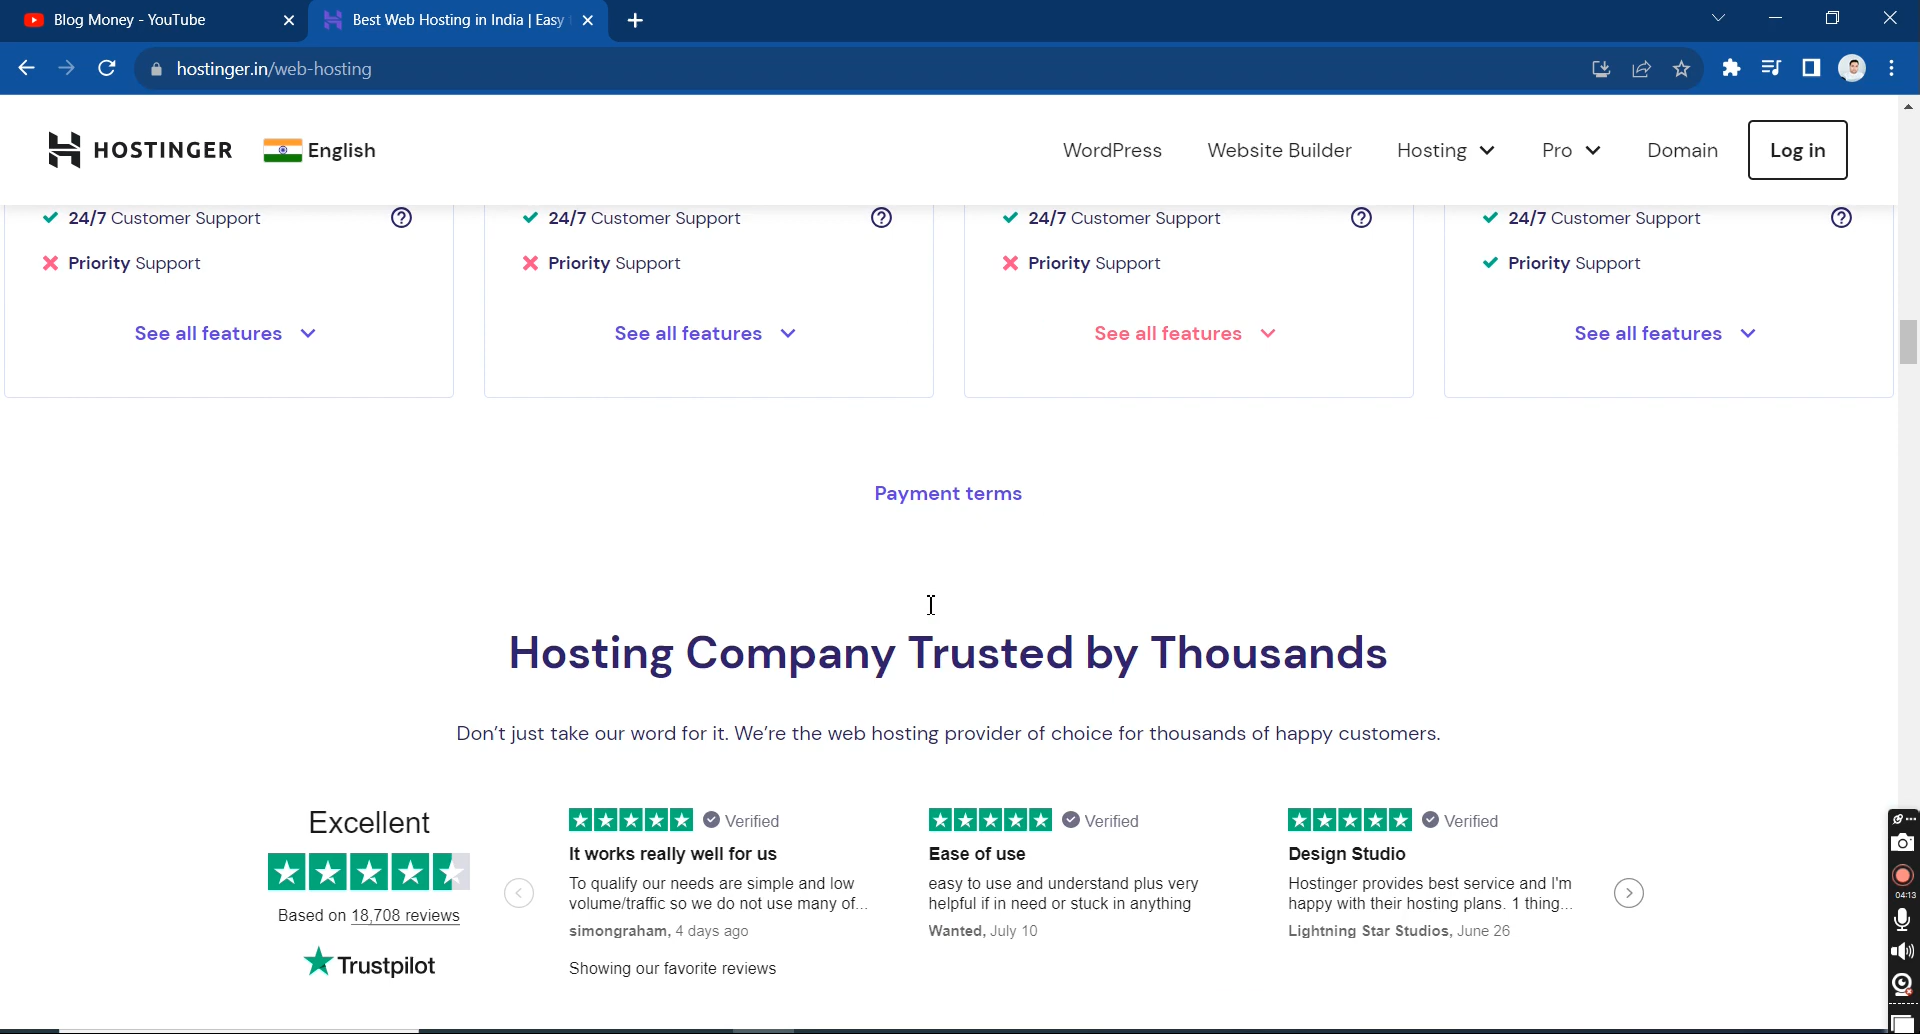 Blog Money - YouTube
Best Web Hosting in India | Easy
hostinger.in/web-hosting
HOSTINGER
English
WordPress
Website Builder
Hosting
Pro
Domain
Log in
24/7 Customer Support
24/7 Customer Support
24/7 Customer Support
24/7 Customer Support
Priority Support
Priority Support
Priority Support
Priority Support
See all features
See all features
See all features
See all features
Payment terms
Hosting Company Trusted by Thousands
Don't just take our word for it. We're the web hosting provider of choice for thousands of happy customers.
Excellent
Based on 18,708 reviews
Trustpilot
Verified
It works really well for us
To qualify our needs are simple and low
volume/traffic so we do not use many of...
simongraham, 4 days ago
Showing our favorite reviews
Verified
Ease of use
easy to use and understand plus very
helpful if in need or stuck in anything
Wanted, July 10
Verified
Design Studio
Hostinger provides best service and I'm
happy with their hosting plans. 1 thing...
Lightning Star Studios, June 26
04:13